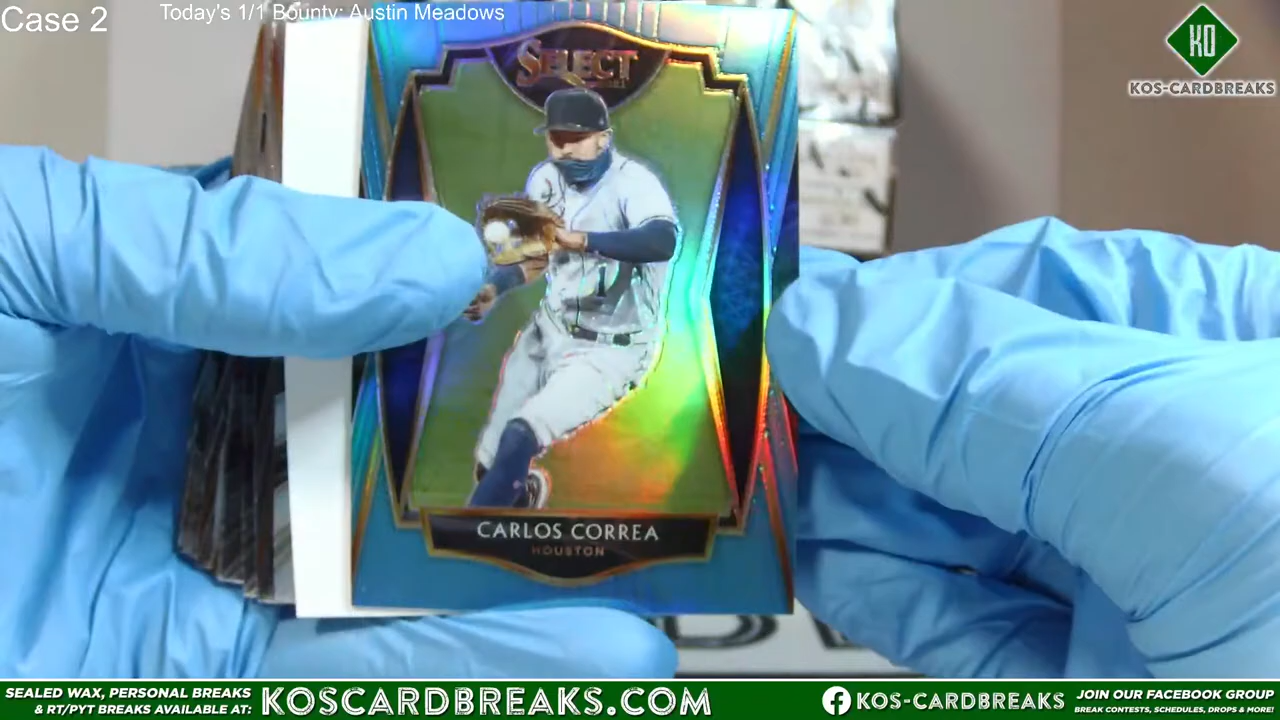 Case 2
Today's 1/1 Bounty: Austin Meadows
KO
KOS-CARDBREAKS
SELECT
1
CARLOS CORREA
HOUSTON
SEALED WAX, PERSONAL BREAKS
& RT/PYT BREAKS AVAILABLE AT:
KOSCARDBREAKS.COM
KOS-CARDBREAKS
JOIN OUR FACEBOOK GROUP
BREAK CONTESTS, SCHEDULES, DROPS & MORE!